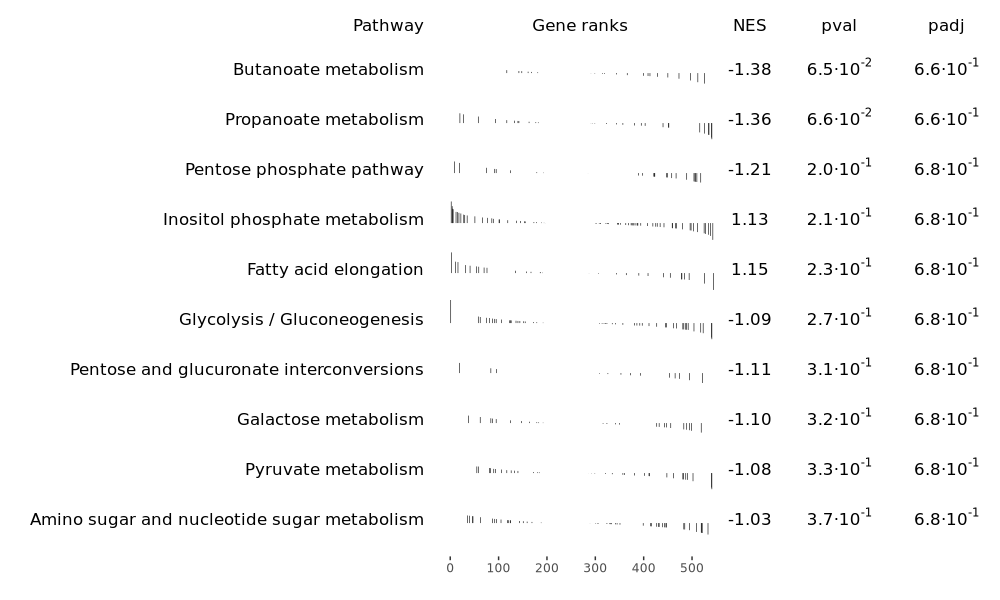 Pathway Gene ranks NES pval padj
Butanoate metabolism -1.38 6.5·10⁻² 6.6·10⁻¹
Propanoate metabolism -1.36 6.6·10⁻² 6.6·10⁻¹
Pentose phosphate pathway -1.21 2.0·10⁻¹ 6.8·10⁻¹
Inositol phosphate metabolism 1.13 2.1·10⁻¹ 6.8·10⁻¹
Fatty acid elongation 1.15 2.3·10⁻¹ 6.8·10⁻¹
Glycolysis / Gluconeogenesis -1.09 2.7·10⁻¹ 6.8·10⁻¹
Pentose and glucuronate interconversions -1.11 3.1·10⁻¹ 6.8·10⁻¹
Galactose metabolism -1.10 3.2·10⁻¹ 6.8·10⁻¹
Pyruvate metabolism -1.08 3.3·10⁻¹ 6.8·10⁻¹
Amino sugar and nucleotide sugar metabolism -1.03 3.7·10⁻¹ 6.8·10⁻¹
0 100 200 300 400 500